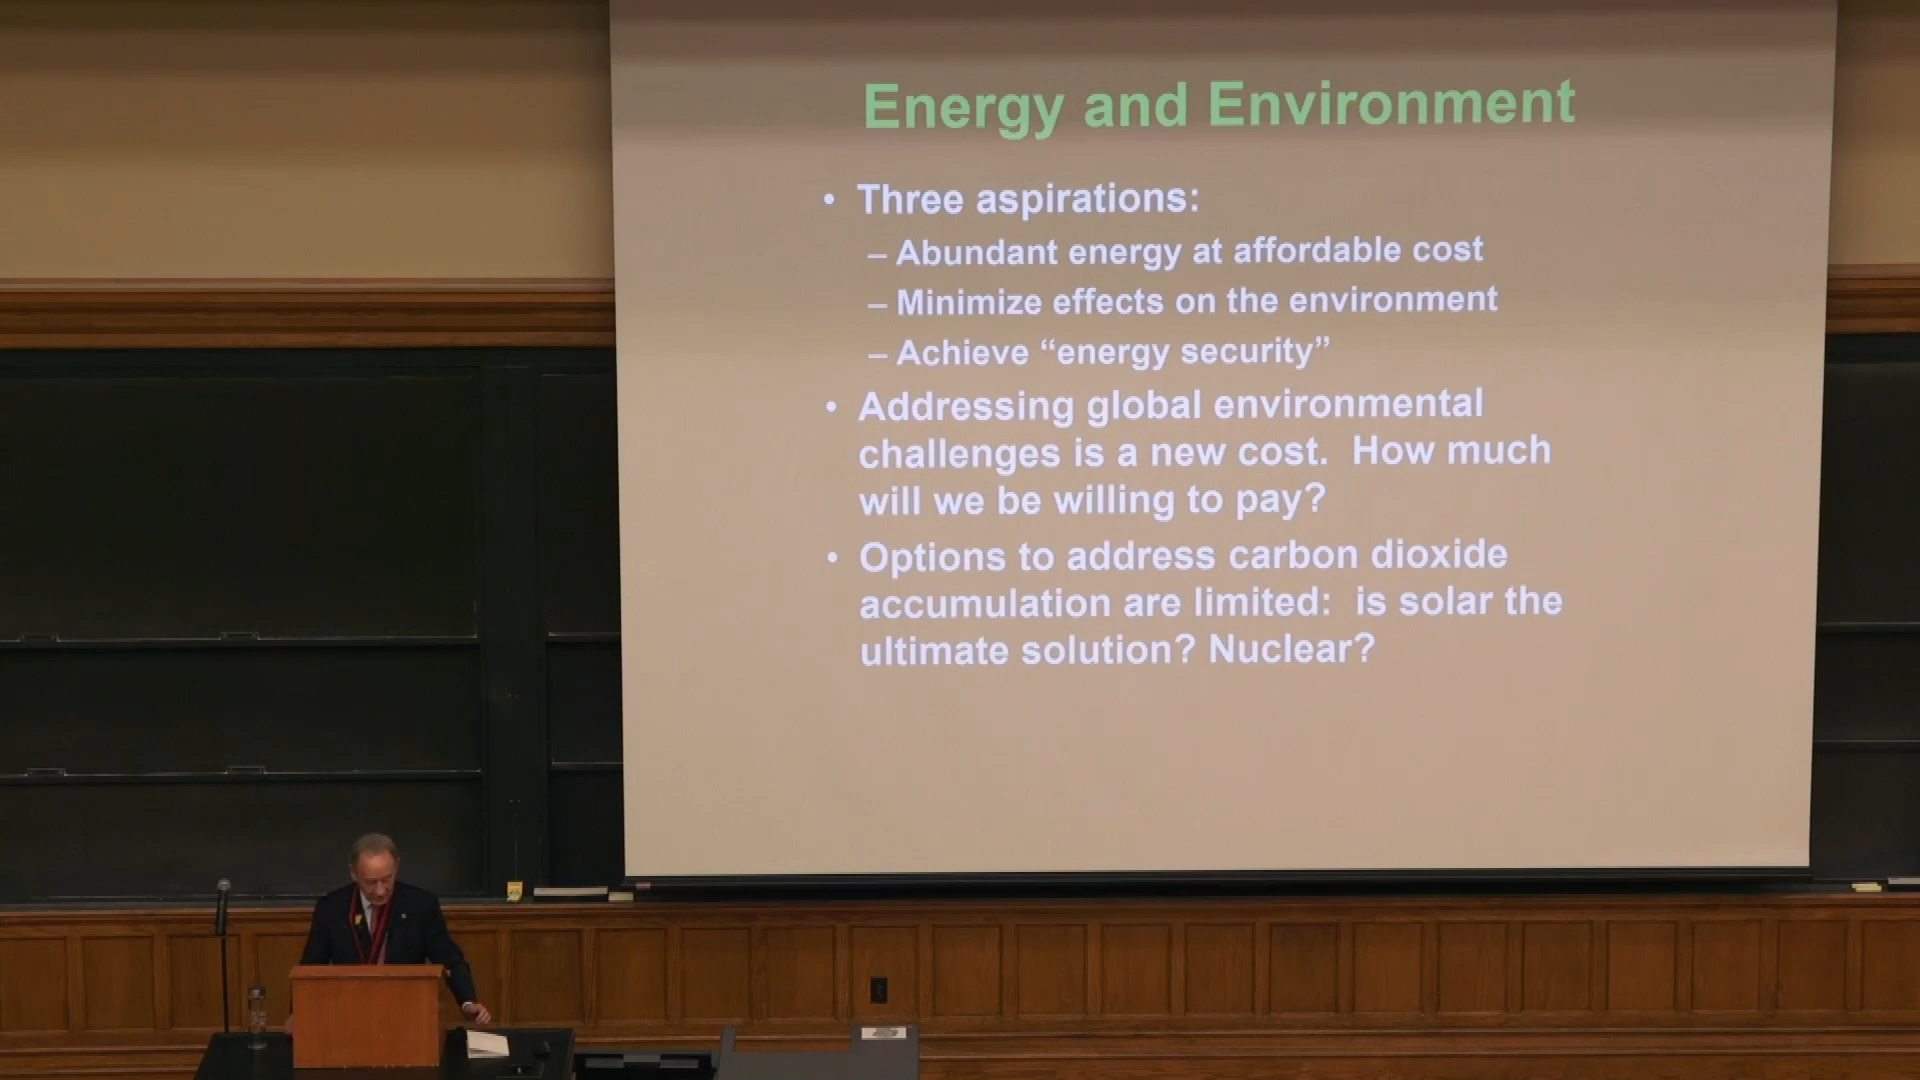 Energy and Environment
• Three aspirations:
– Abundant energy at affordable cost
– Minimize effects on the environment
– Achieve “energy security”
• Addressing global environmental
challenges is a new cost.  How much
will we be willing to pay?
• Options to address carbon dioxide
accumulation are limited:  is solar the
ultimate solution? Nuclear?